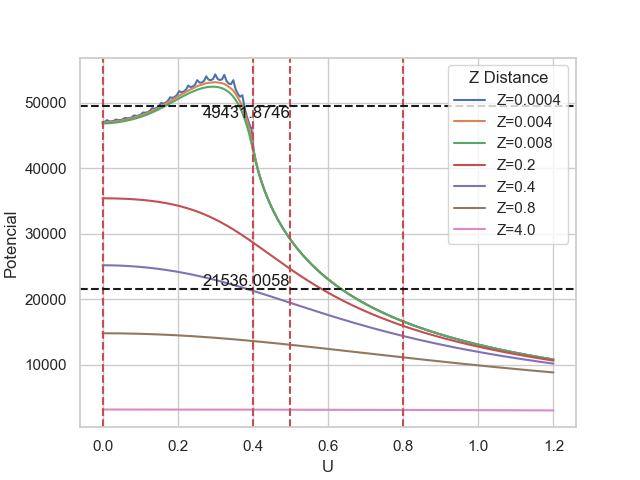 Z Distance
Z=0.0004
Z=0.004
Z=0.008
Z=0.2
Z=0.4
Z=0.8
Z=4.0
50000
40000
30000
20000
10000
49431.8746
21536.0058
Potencial
0.0 0.2 0.4 0.6 0.8 1.0 1.2
U